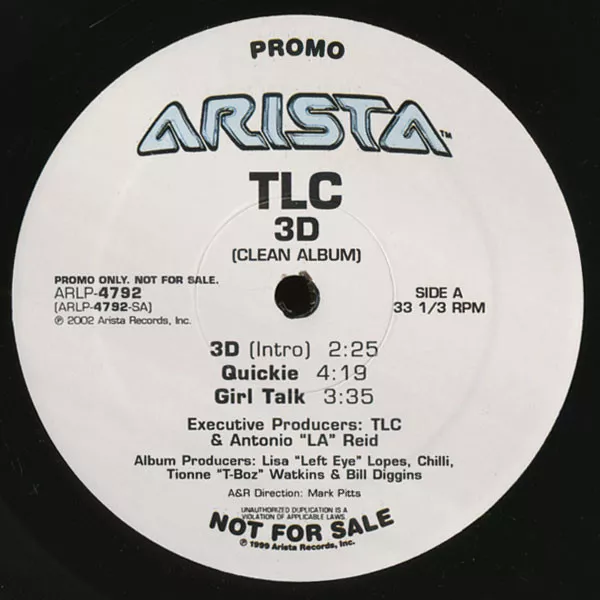 PROMO
ARISTA™
TLC
3D
(CLEAN ALBUM)
PROMO ONLY. NOT FOR SALE.
ARLP-4792
(ARLP-4792-SA)
℗ 2002 Arista Records, Inc.
SIDE A
33 1/3 RPM
3D (Intro) 2:25
Quickie 4:19
Girl Talk 3:35
Executive Producers: TLC
& Antonio "LA" Reid
Album Producers: Lisa "Left Eye" Lopes, Chilli,
Tionne "T-Boz" Watkins & Bill Diggins
A&R Direction: Mark Pitts
UNAUTHORIZED DUPLICATION IS A
VIOLATION OF APPLICABLE LAWS.
NOT FOR SALE
℗ 1999 Arista Records, Inc.